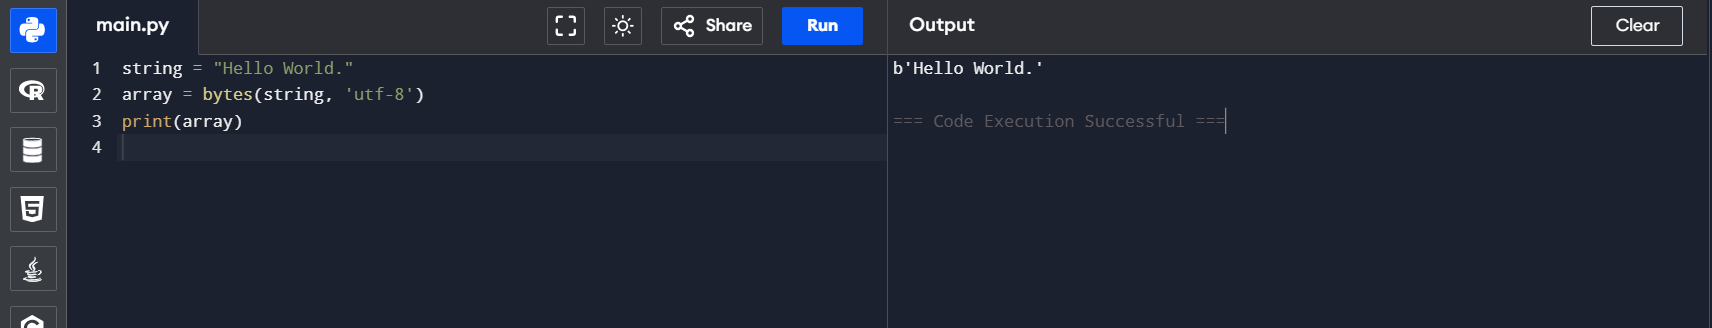 main.py
Share
Run
Output
Clear
1 string = "Hello World."
2 array = bytes(string, 'utf-8')
3 print(array)
4
b'Hello World.'
=== Code Execution Successful ===